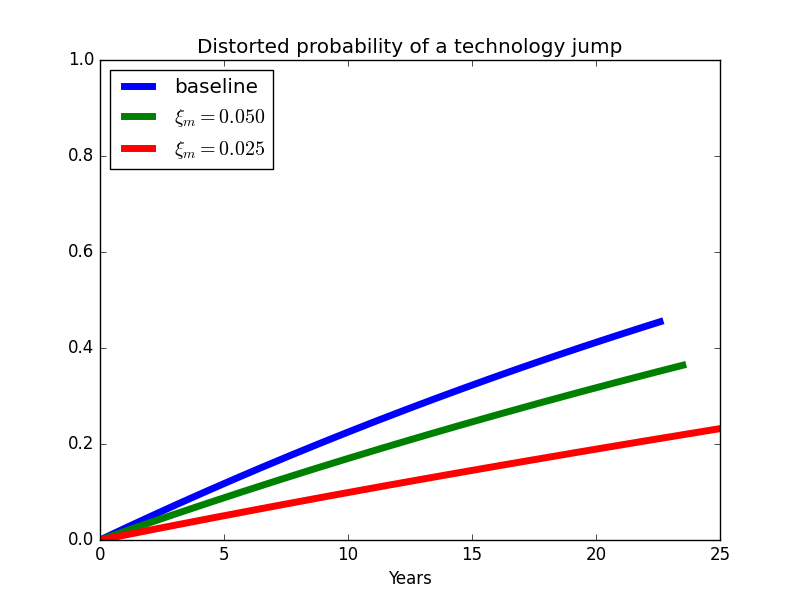 Distorted probability of a technology jump
1.0
baseline
ξₘ = 0.050
ξₘ = 0.025
0.8
0.6
0.4
0.2
0.0
0 5 10 15 20 25
Years